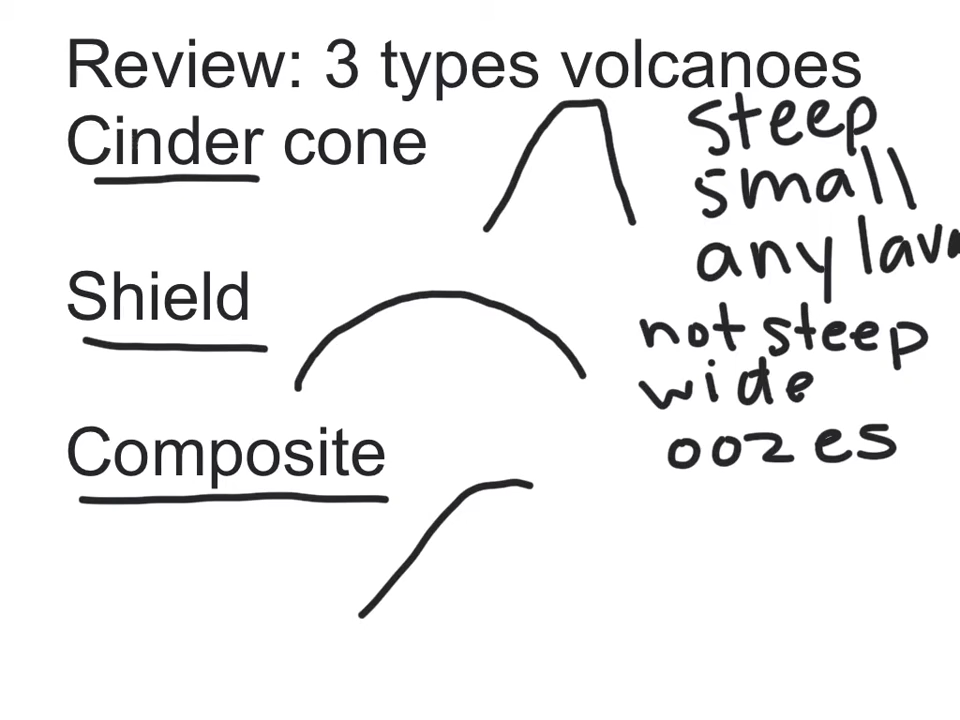 Review: 3 types volcanoes
Cinder cone
steep
small
any lava
Shield
not steep
wide
oozes
Composite